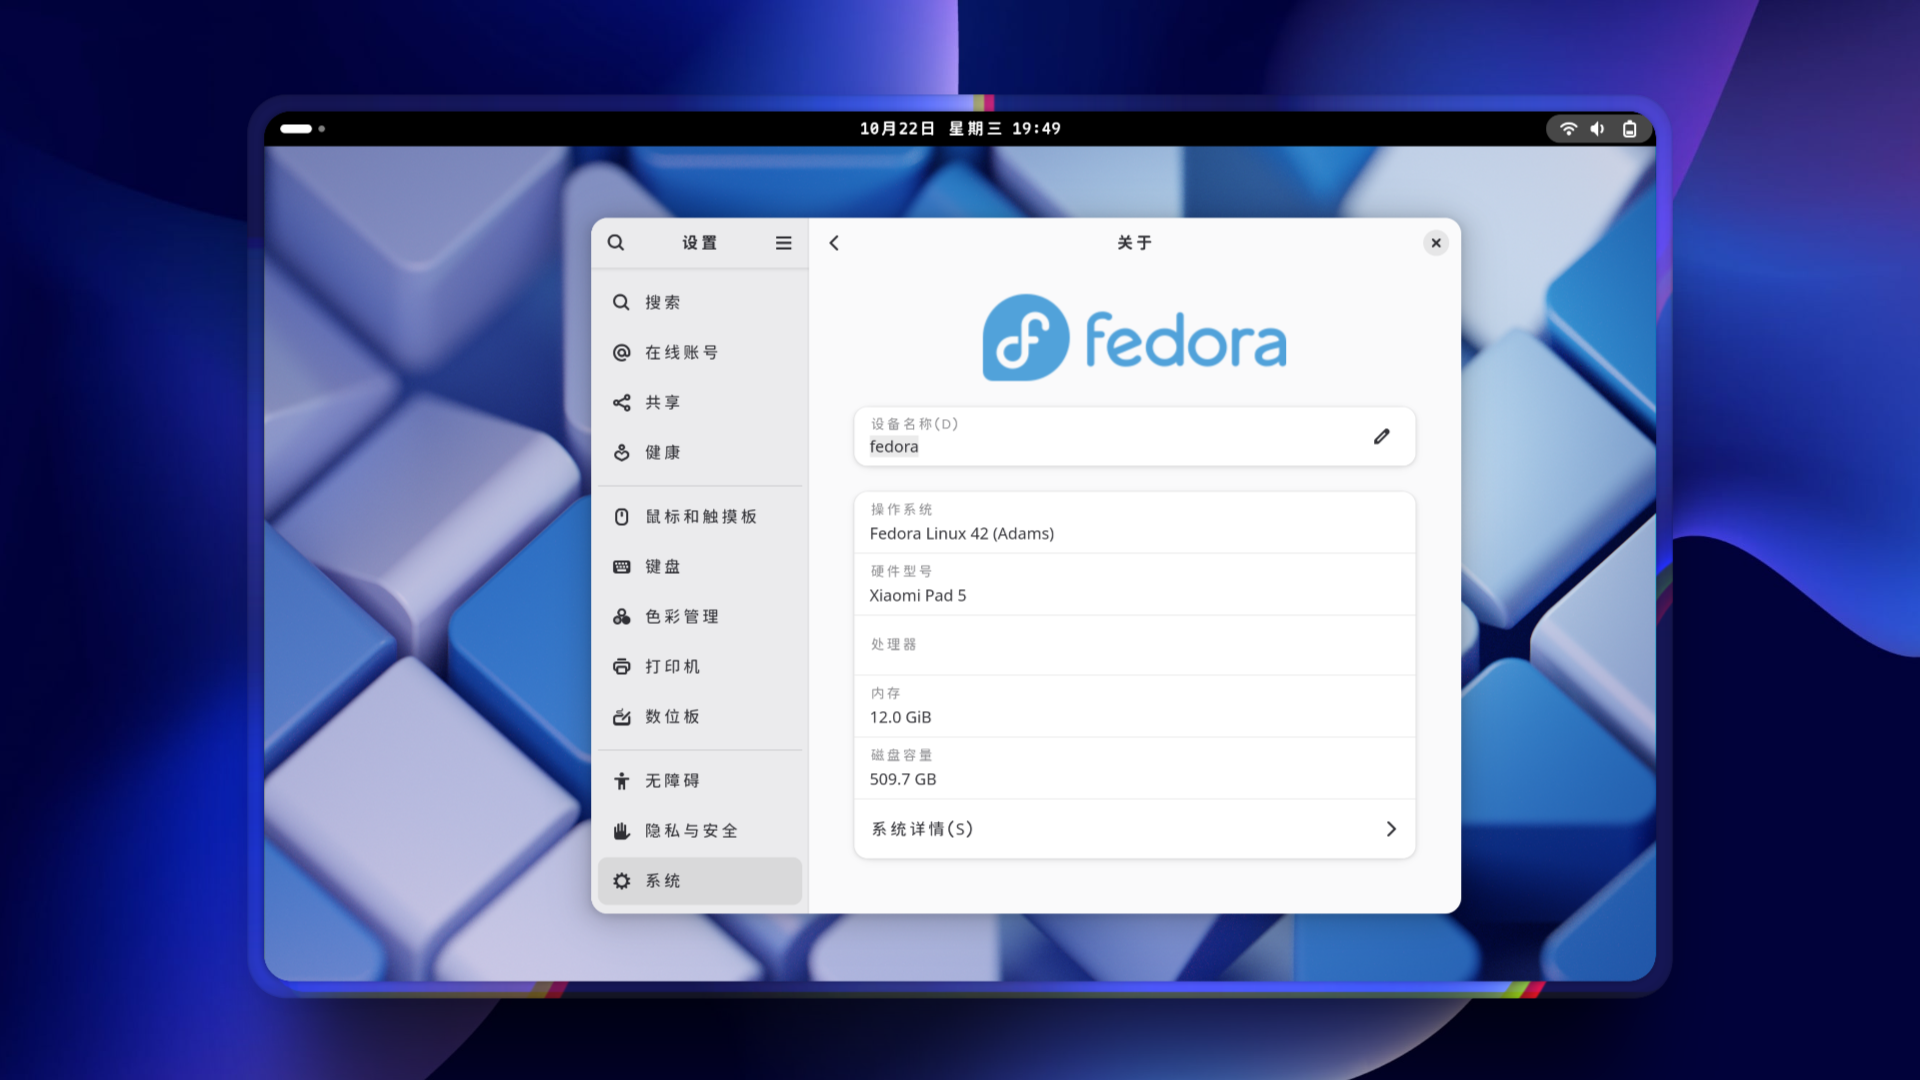 10月22日 星期三 19:49
设置
搜索
在线账号
共享
健康
鼠标和触摸板
键盘
色彩管理
打印机
数位板
无障碍
隐私与安全
系统
关于
fedora
设备名称(D)
fedora
操作系统
Fedora Linux 42 (Adams)
硬件型号
Xiaomi Pad 5
处理器
内存
12.0 GiB
磁盘容量
509.7 GB
系统详情(S)